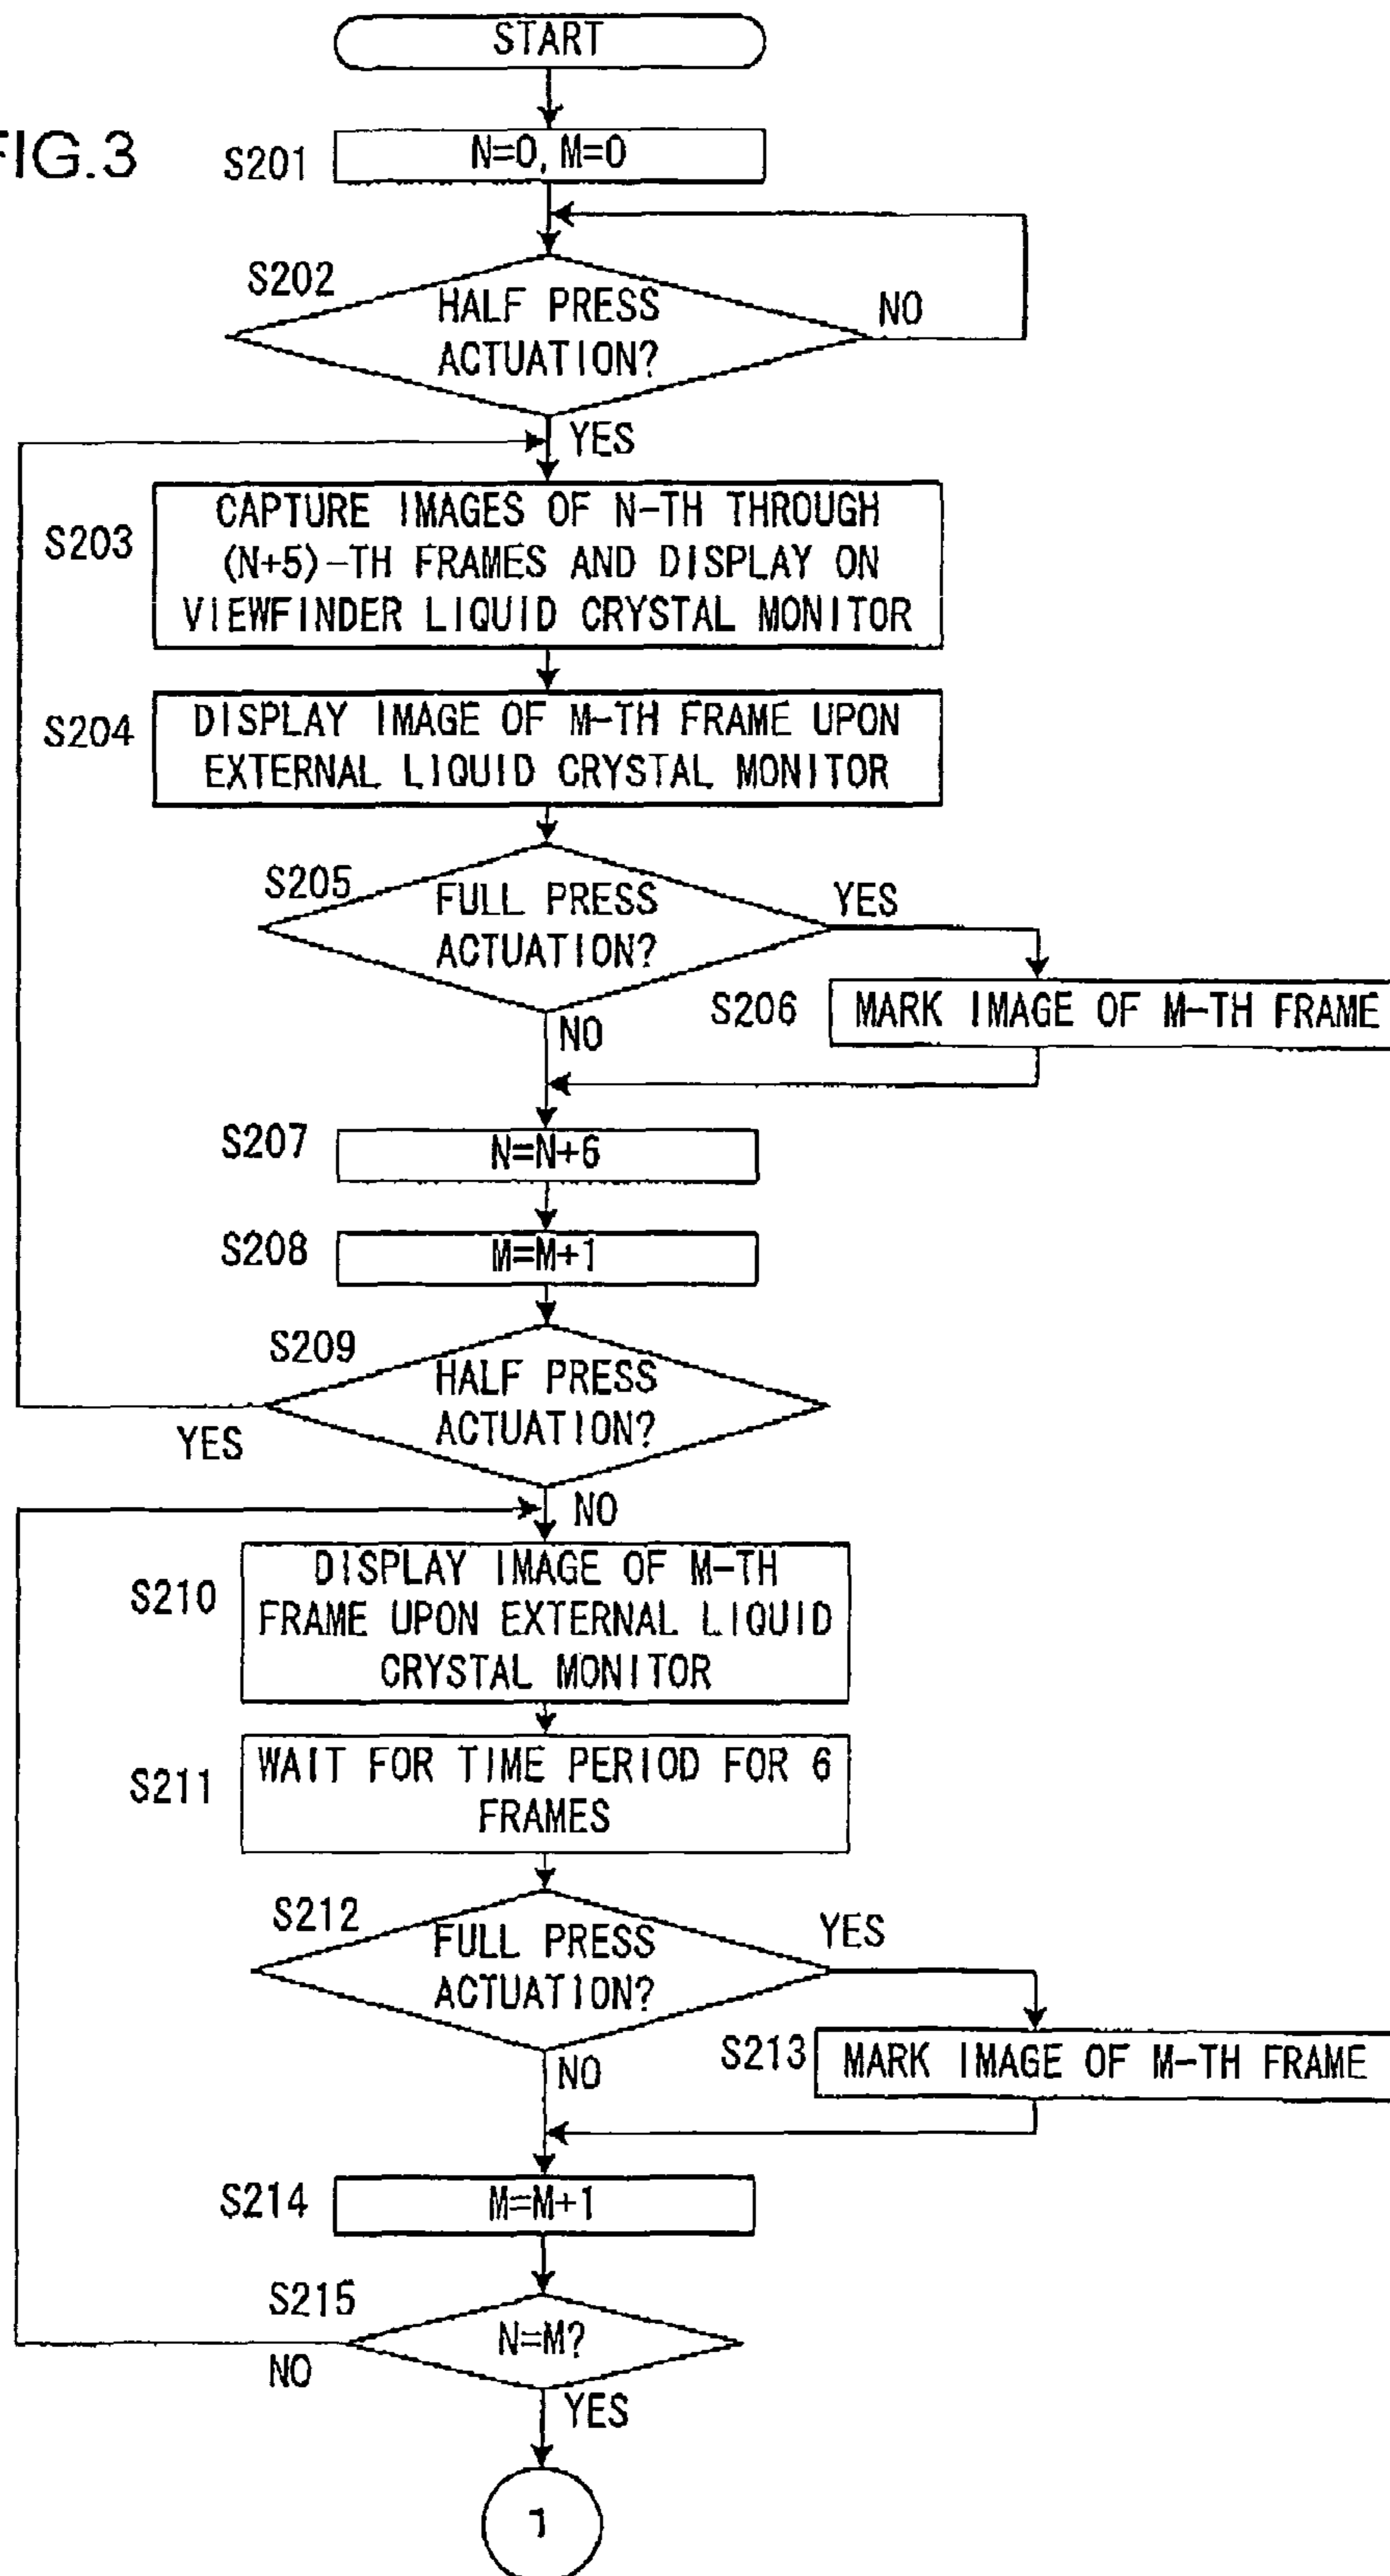 START
FIG.3
S201
N=0, M=0
S202
HALF PRESS
ACTUATION?
NO
YES
S203
CAPTURE IMAGES OF N-TH THROUGH
(N+5)-TH FRAMES AND DISPLAY ON
VIEWFINDER LIQUID CRYSTAL MONITOR
S204
DISPLAY IMAGE OF M-TH FRAME UPON
EXTERNAL LIQUID CRYSTAL MONITOR
S205
FULL PRESS
ACTUATION?
YES
S206
MARK IMAGE OF M-TH FRAME
NO
S207
N=N+6
S208
M=M+1
S209
HALF PRESS
ACTUATION?
YES
NO
S210
DISPLAY IMAGE OF M-TH
FRAME UPON EXTERNAL LIQUID
CRYSTAL MONITOR
S211
WAIT FOR TIME PERIOD FOR 6
FRAMES
S212
FULL PRESS
ACTUATION?
YES
S213
MARK IMAGE OF M-TH FRAME
NO
S214
M=M+1
S215
N=M?
NO
YES
1